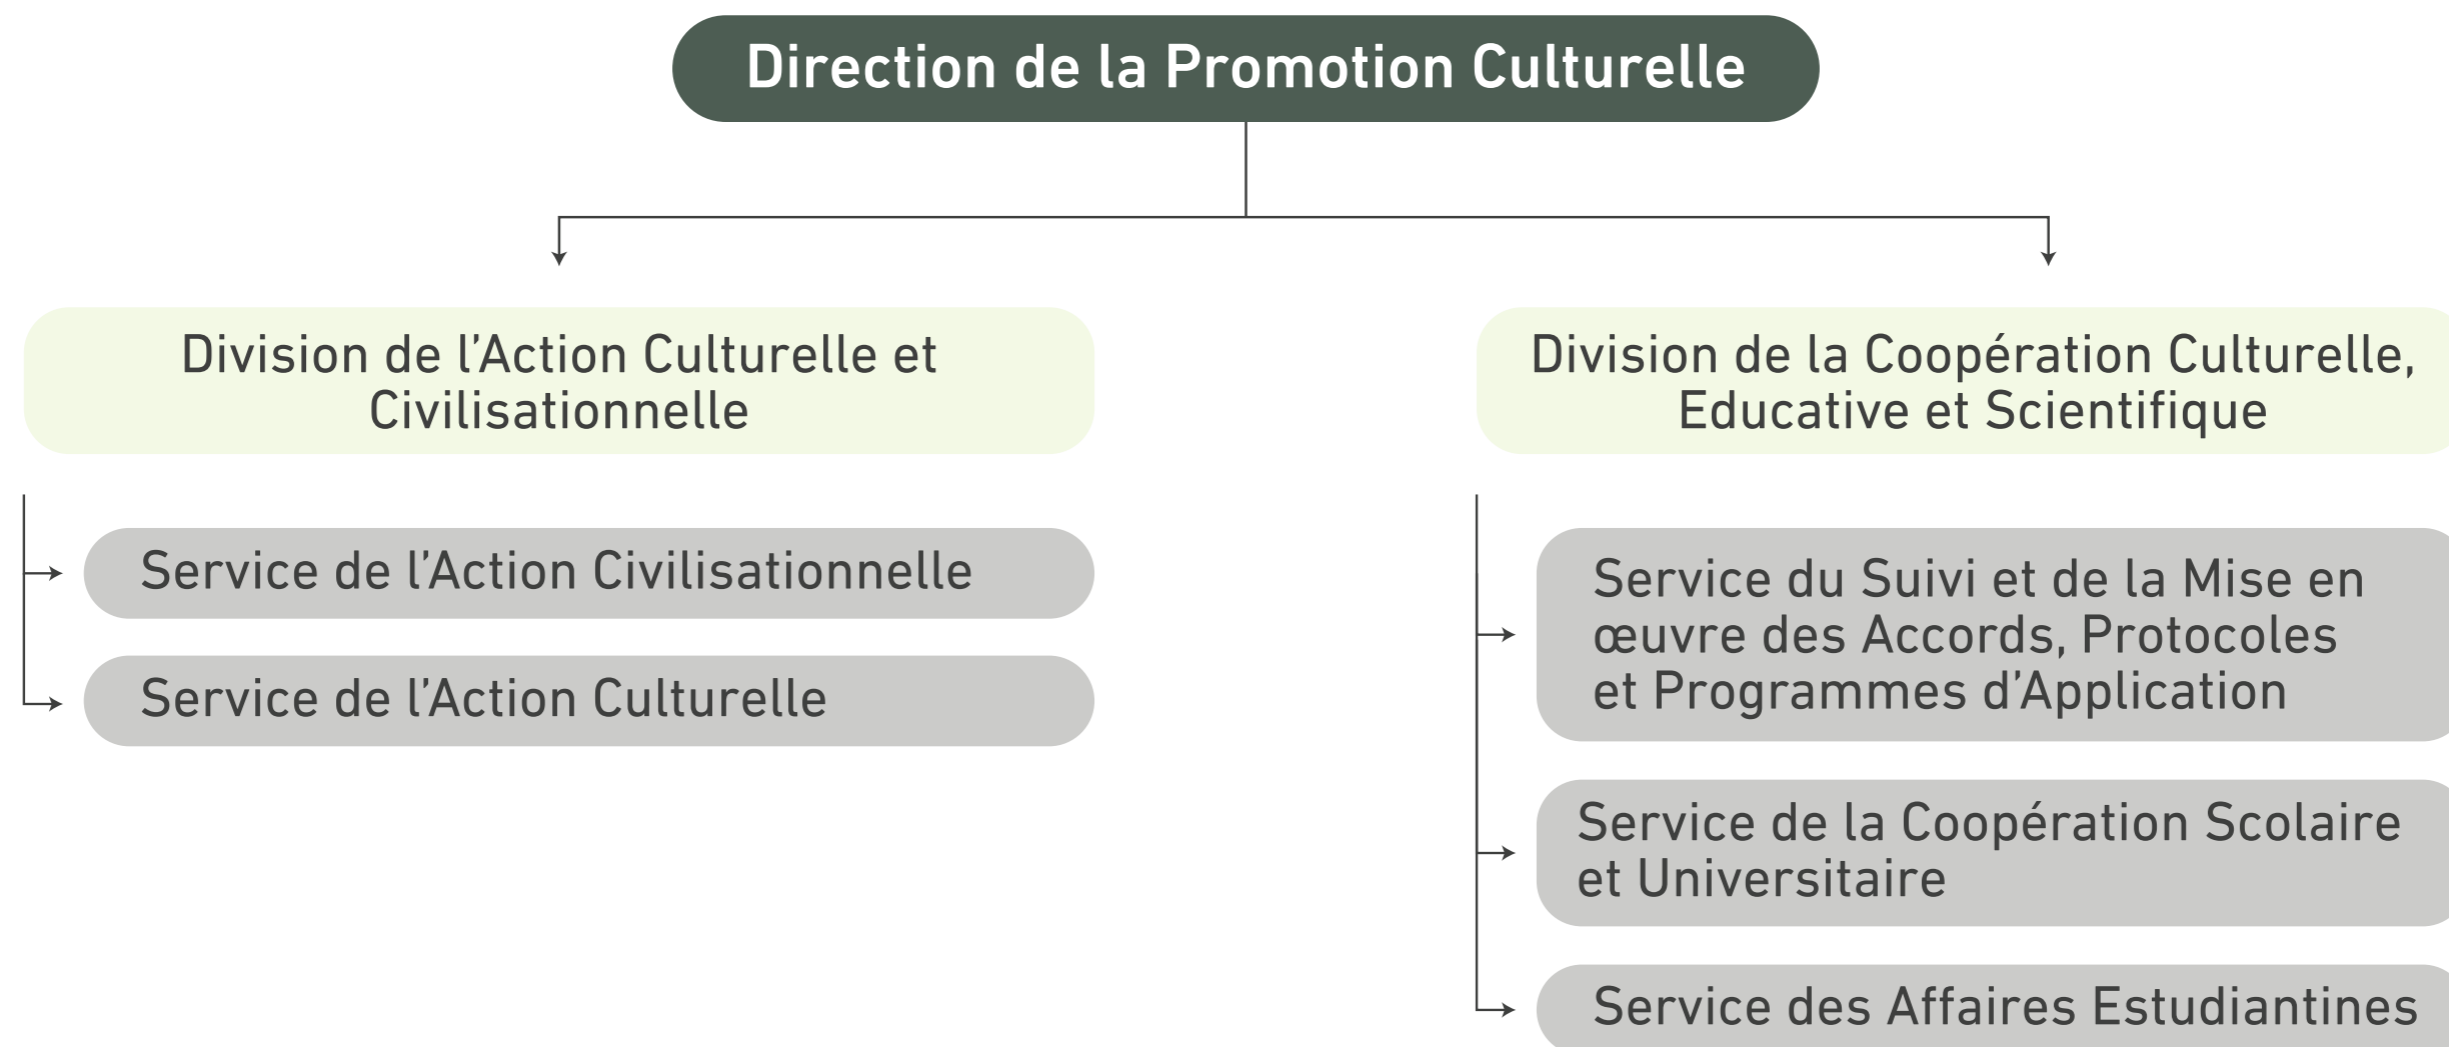 Direction de la Promotion Culturelle
Division de l’Action Culturelle et
Civilisationnelle
Service de l’Action Civilisationnelle
Service de l’Action Culturelle
Division de la Coopération Culturelle,
Educative et Scientifique
Service du Suivi et de la Mise en
œuvre des Accords, Protocoles
et Programmes d’Application
Service de la Coopération Scolaire
et Universitaire
Service des Affaires Estudiantines